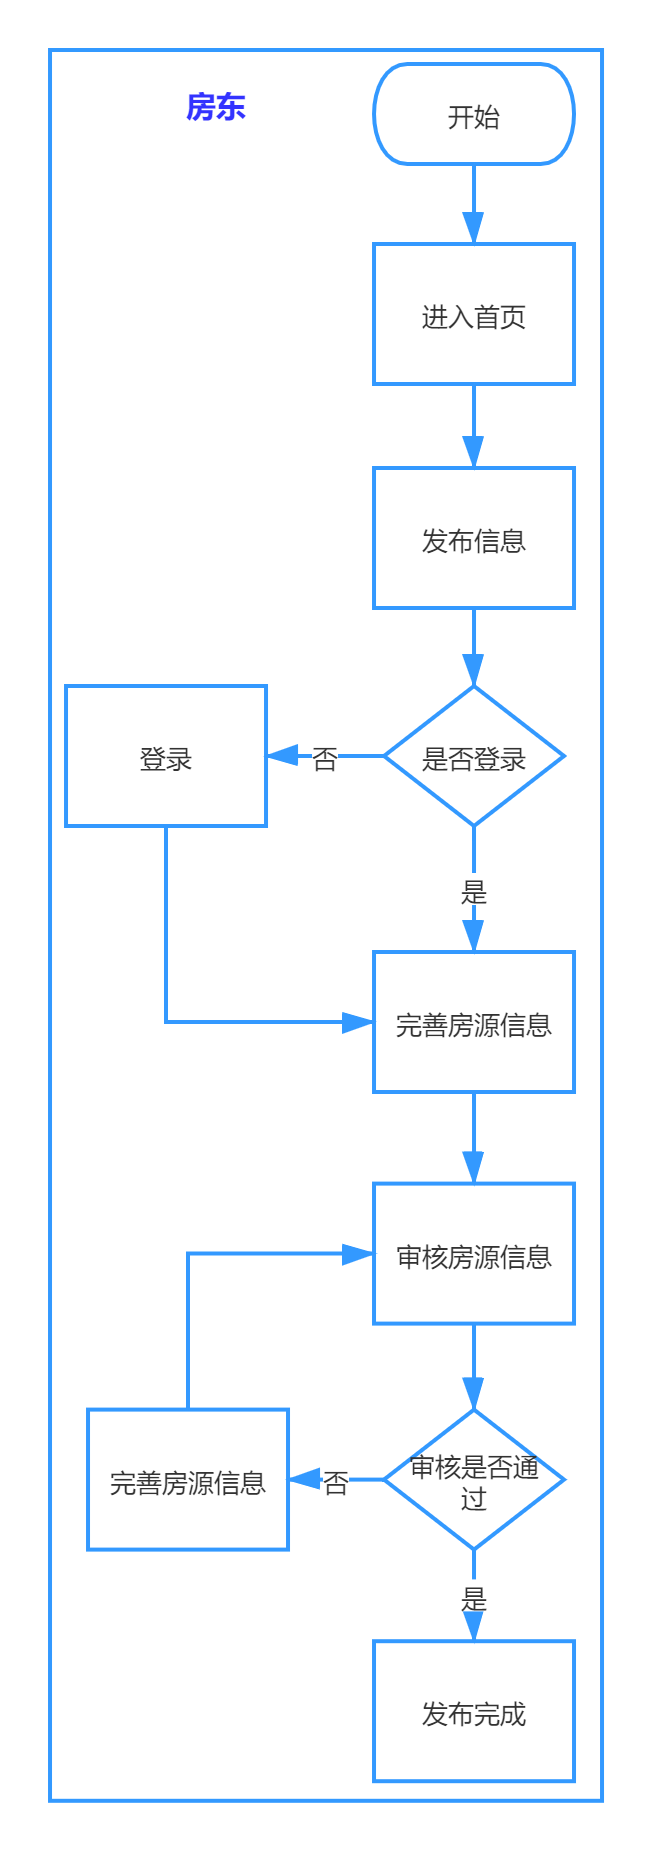 房东
开始
进入首页
发布信息
登录
否
是否登录
是
完善房源信息
审核房源信息
完善房源信息
否
审核是否通
过
是
发布完成